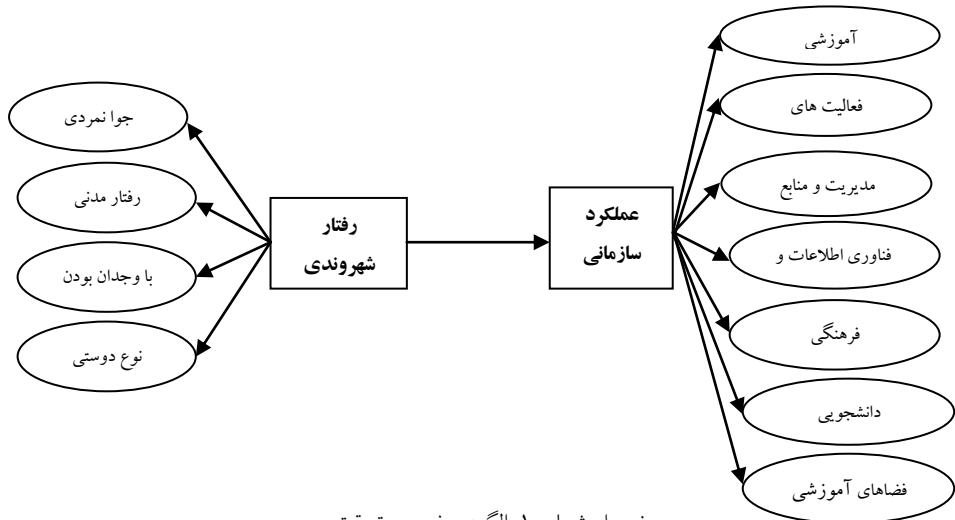 آموزشی
فعالیت های
مدیریت و منابع
فناوری اطلاعات و
فرهنگی
دانشجویی
فضاهای آموزشی
عملکرد
سازمانی
رفتار
شهروندی
جوا نمردی
رفتار مدنی
با وجدان بودن
نوع دوستی